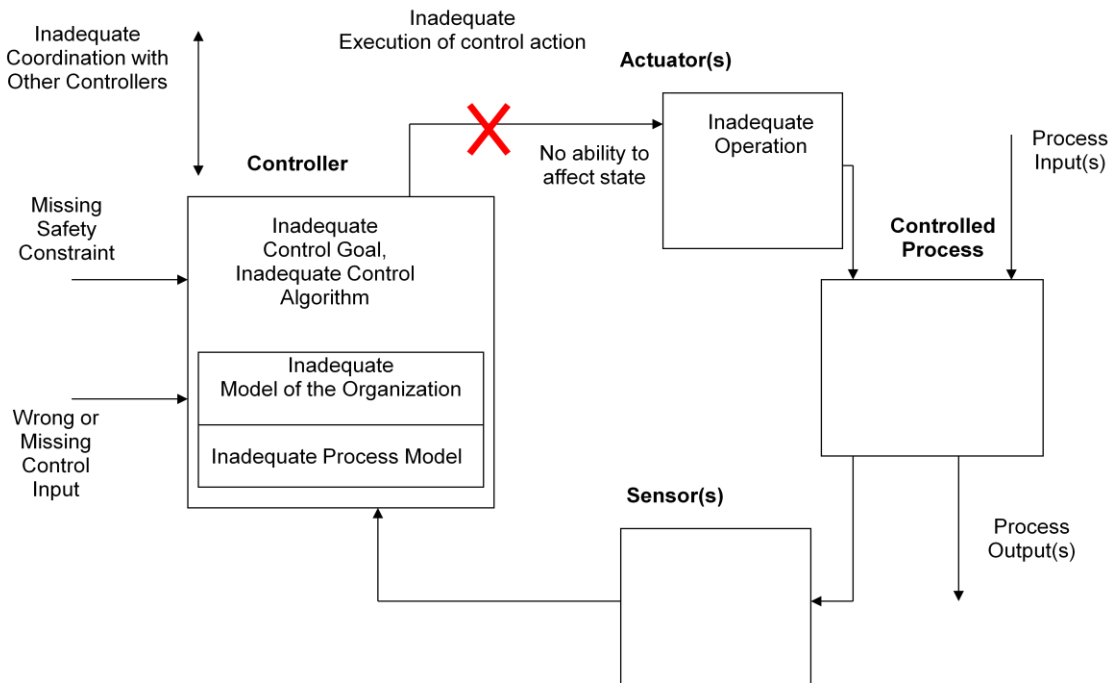 Inadequate
Coordination with
Other Controllers
Inadequate
Execution of control action
Actuator(s)
Inadequate
Operation
No ability to
affect state
Process
Input(s)
Controller
Missing
Safety
Constraint
Inadequate
Control Goal,
Inadequate Control
Algorithm
Controlled
Process
Inadequate
Model of the Organization
Inadequate Process Model
Wrong or
Missing
Control
Input
Sensor(s)
Process
Output(s)